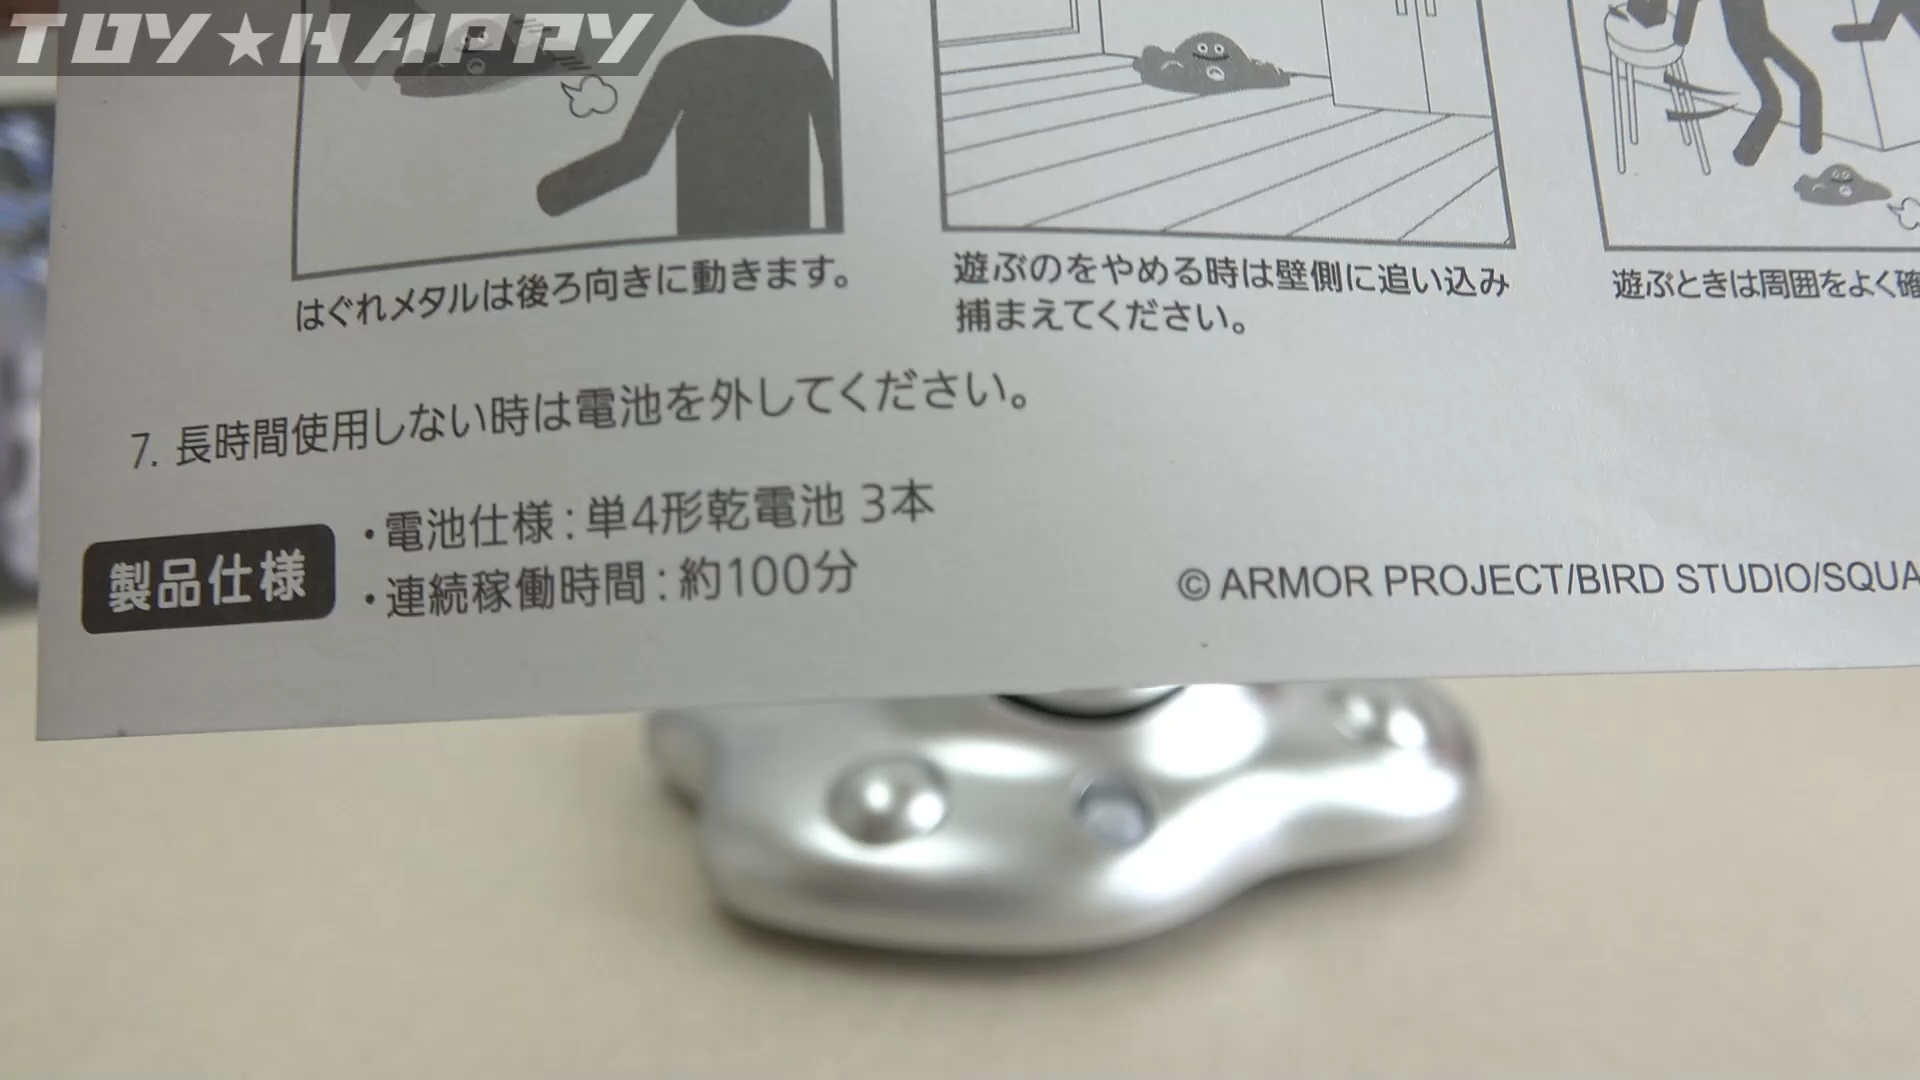 TOY★HAPPY
はぐれメタルは後ろ向きに動きます。
遊ぶのをやめる時は壁側に追い込み
捕まえてください。
遊ぶときは周囲をよく確
7. 長時間使用しない時は電池を外してください。
製品仕様
・電池仕様：単4形乾電池 3本
・連続稼働時間：約100分
© ARMOR PROJECT/BIRD STUDIO/SQUA